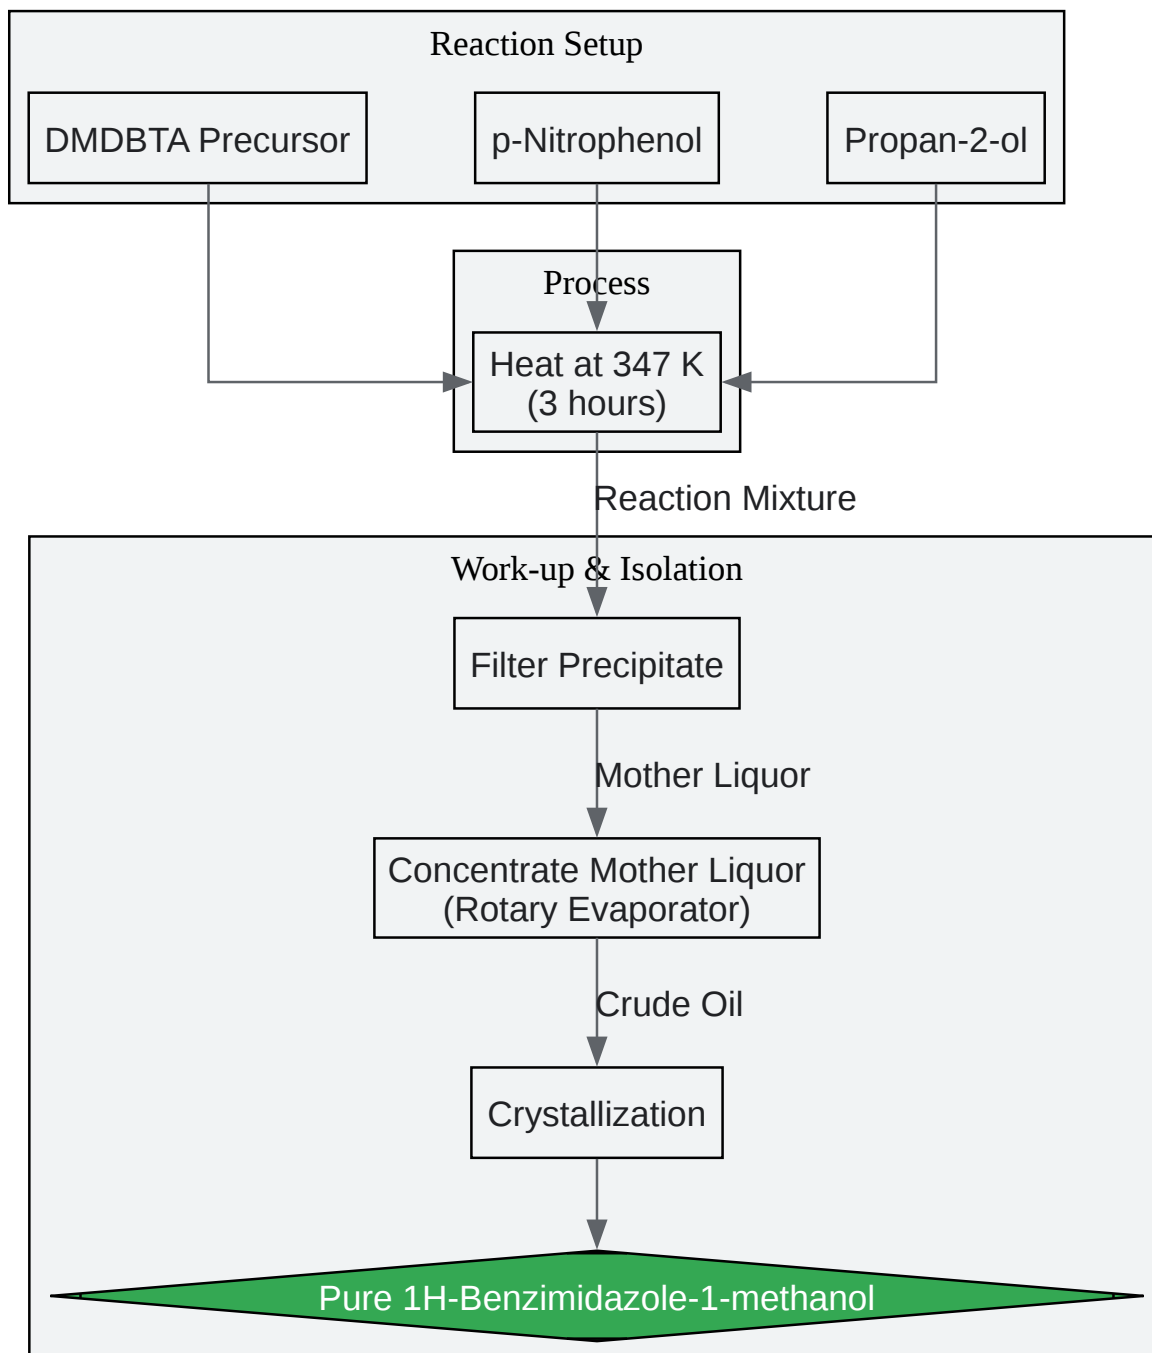 Reaction Setup
DMDBTA Precursor
p-Nitrophenol
Propan-2-ol
Process
Heat at 347 K
(3 hours)
Reaction Mixture
Work-up & Isolation
Filter Precipitate
Mother Liquor
Concentrate Mother Liquor
(Rotary Evaporator)
Crude Oil
Crystallization
Pure 1H-Benzimidazole-1-methanol